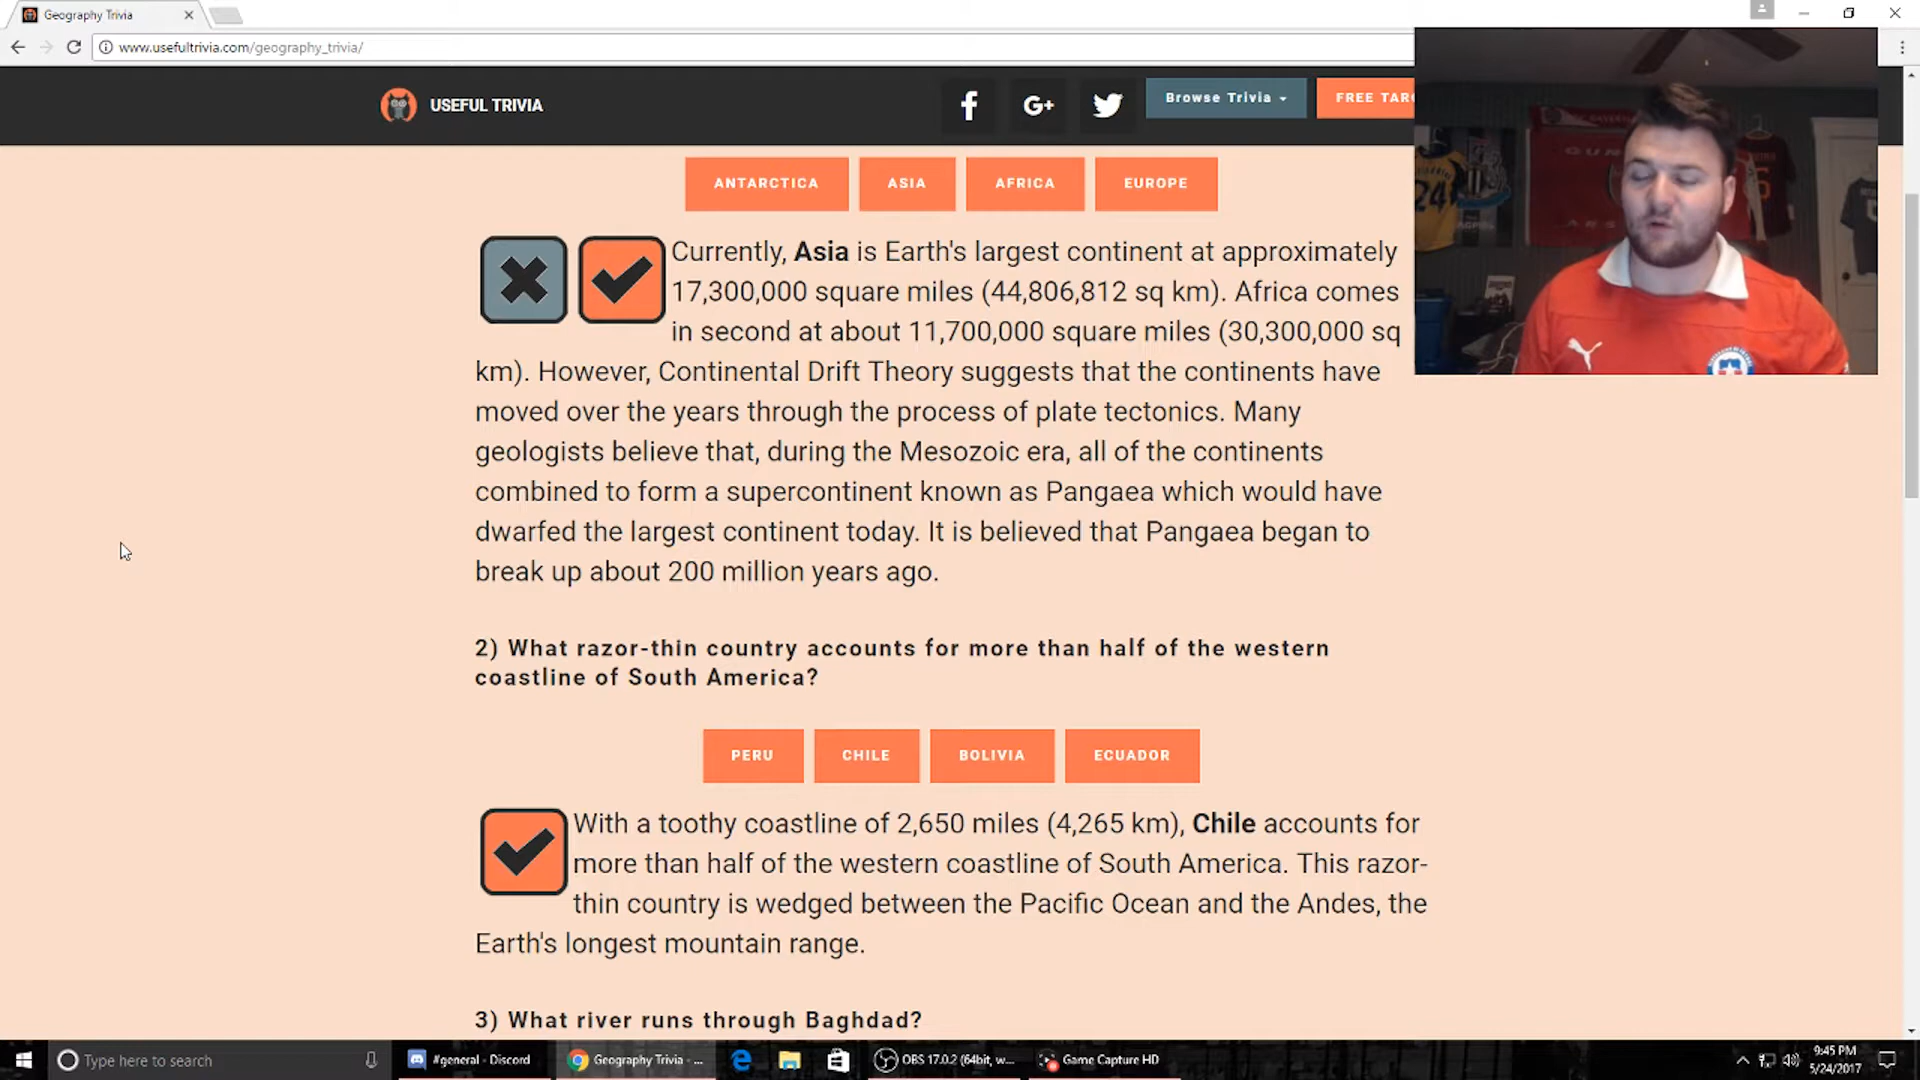 Geography Trivia
www.usefultrivia.com/geography_trivia/
USEFUL TRIVIA
Browse Trivia
FREE TARO
ANTARCTICA
ASIA
AFRICA
EUROPE
Currently, Asia is Earth's largest continent at approximately
17,300,000 square miles (44,806,812 sq km). Africa comes
in second at about 11,700,000 square miles (30,300,000 sq
km). However, Continental Drift Theory suggests that the continents have
moved over the years through the process of plate tectonics. Many
geologists believe that, during the Mesozoic era, all of the continents
combined to form a supercontinent known as Pangaea which would have
dwarfed the largest continent today. It is believed that Pangaea began to
break up about 200 million years ago.
2) What razor-thin country accounts for more than half of the western
coastline of South America?
PERU
CHILE
BOLIVIA
ECUADOR
With a toothy coastline of 2,650 miles (4,265 km), Chile accounts for
more than half of the western coastline of South America. This razor-
thin country is wedged between the Pacific Ocean and the Andes, the
Earth's longest mountain range.
3) What river runs through Baghdad?
Type here to search
#general - Discord
Geography Trivia - ...
OBS 17.0.2 (64bit, w...
Game Capture HD
9:45 PM
5/24/2017
24